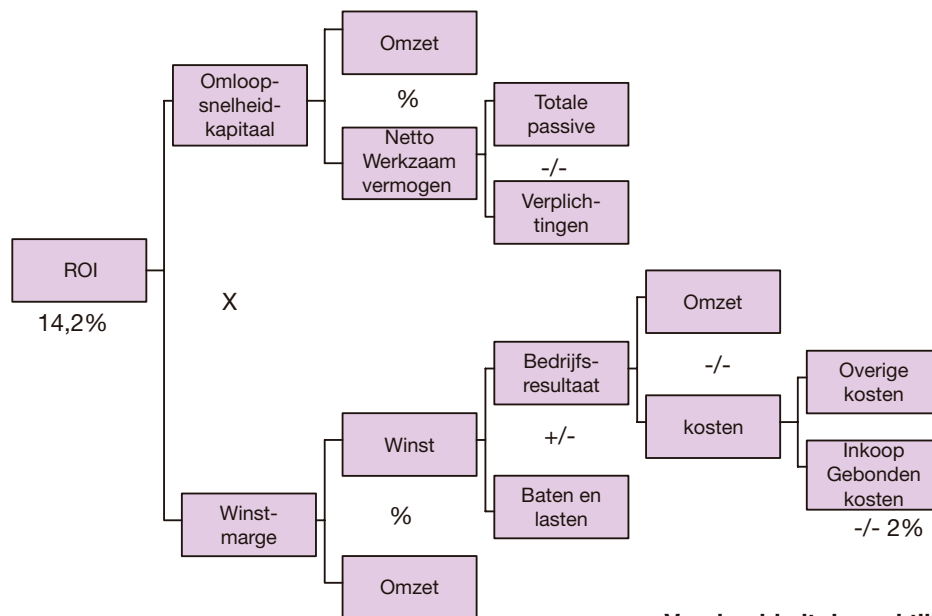 Omzet
Omloop-
snelheid-
kapitaal
%
Totale
passive
Netto
Werkzaam
vermogen
-/-
Verplich-
tingen
ROI
14,2%
X
Omzet
Bedrijfs-
resultaat
-/-
Overige
kosten
Winst
+/-
kosten
Inkoop
Gebonden
kosten
-/- 2%
Winst-
marge
%
Baten en
lasten
Omzet